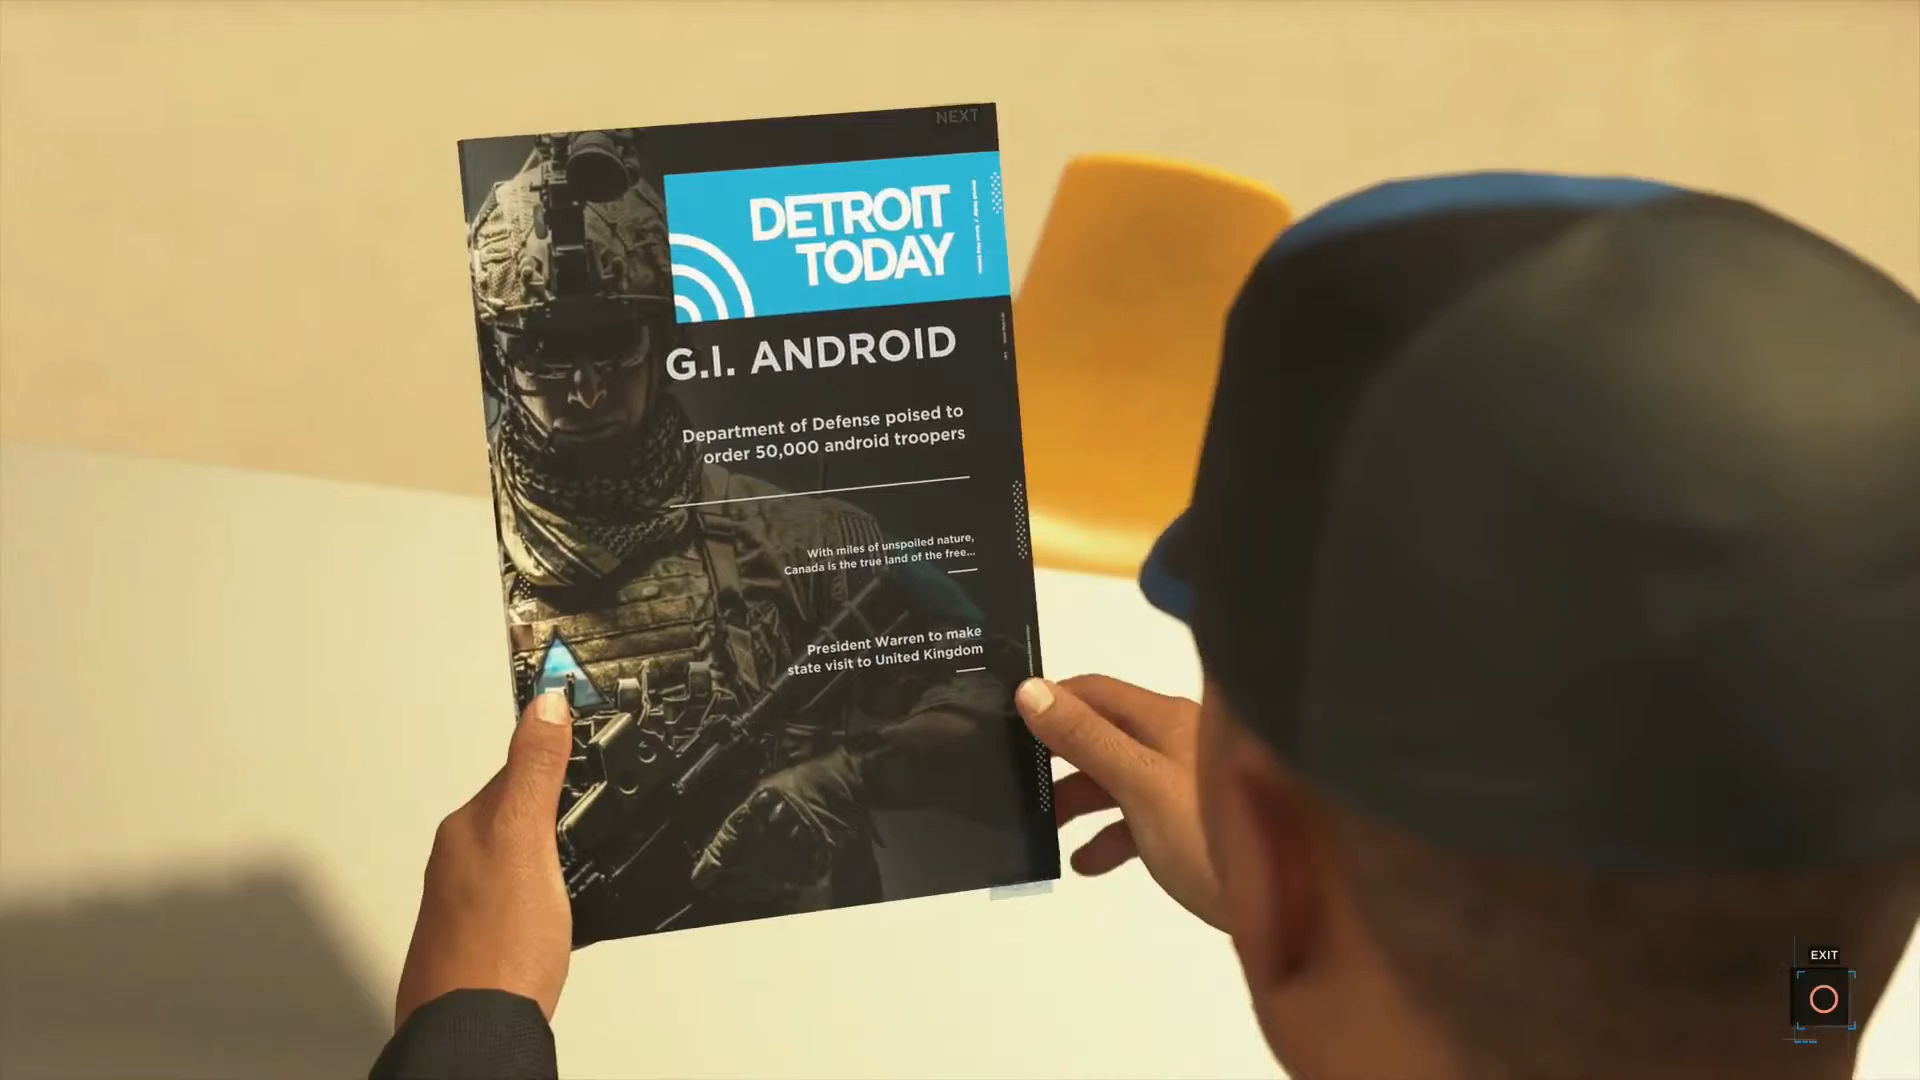 NEXT
DETROIT
TODAY
G.I. ANDROID
Department of Defense poised to
order 50,000 android troopers
With miles of unspoiled nature,
Canada is the true land of the free...
President Warren to make
state visit to United Kingdom
EXIT